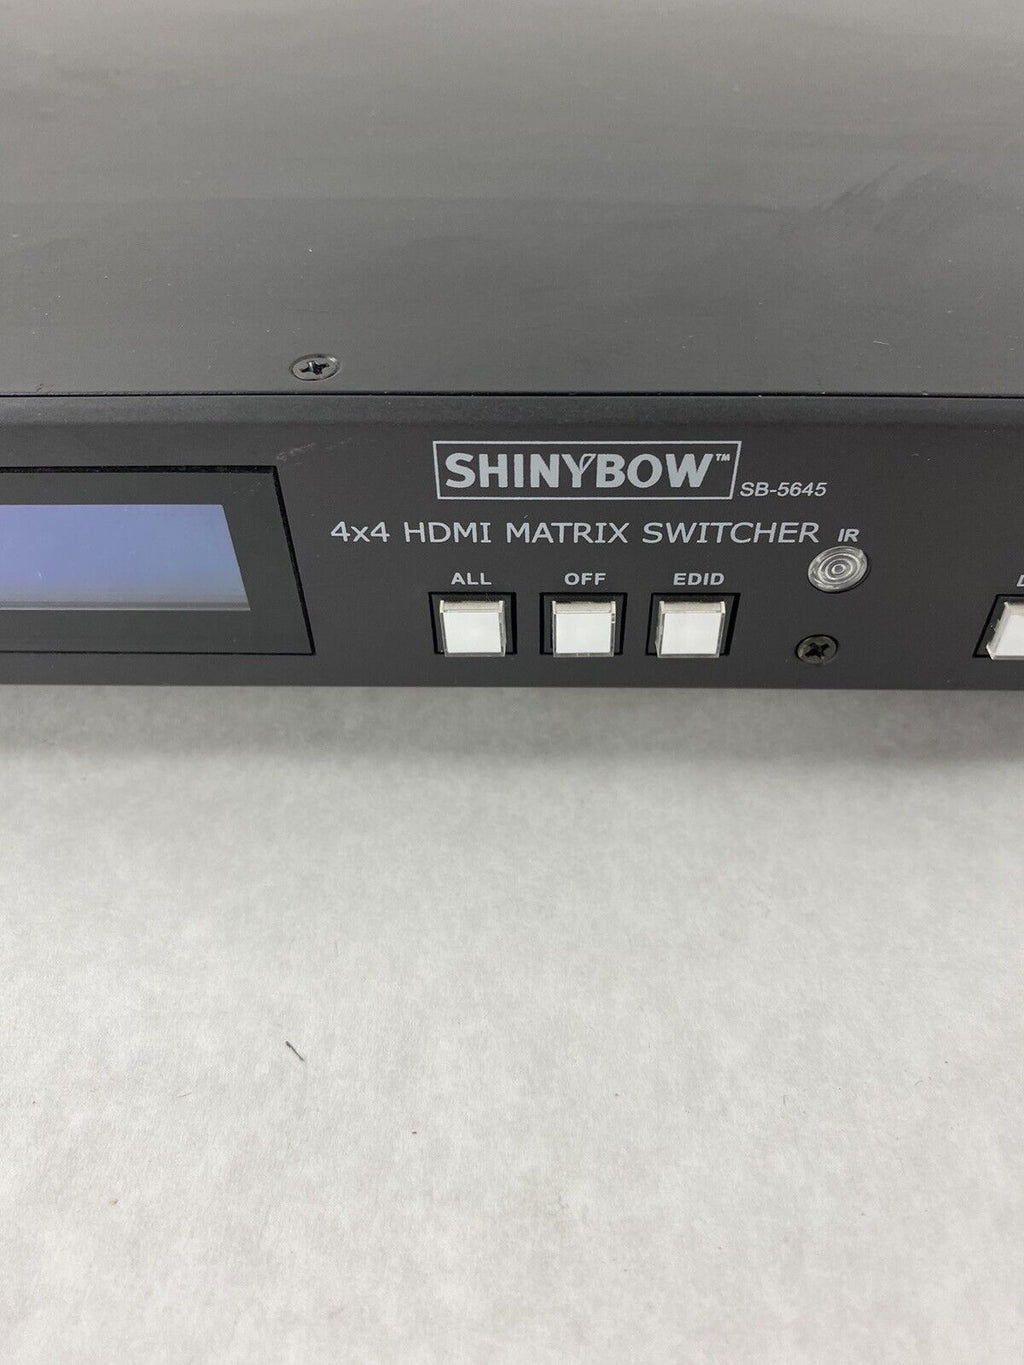 SHINYBOW™
SB-5645
4x4 HDMI MATRIX SWITCHER
IR
ALL OFF EDID